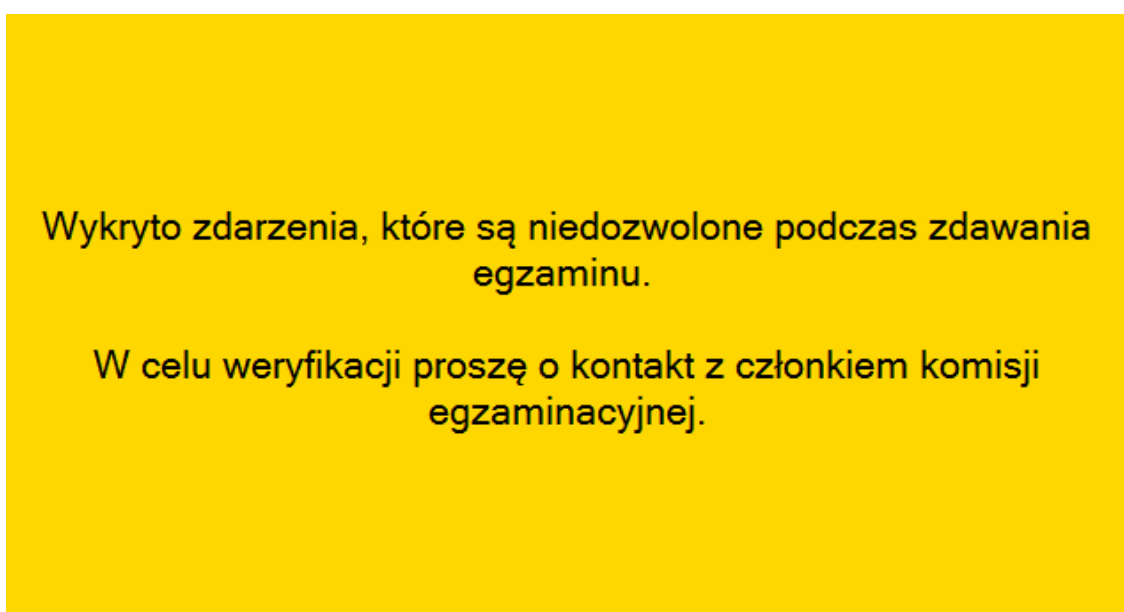 Wykryto zdarzenia, które są niedozwolone podczas zdawania
egzaminu.
W celu weryfikacji proszę o kontakt z członkiem komisji
egzaminacyjnej.